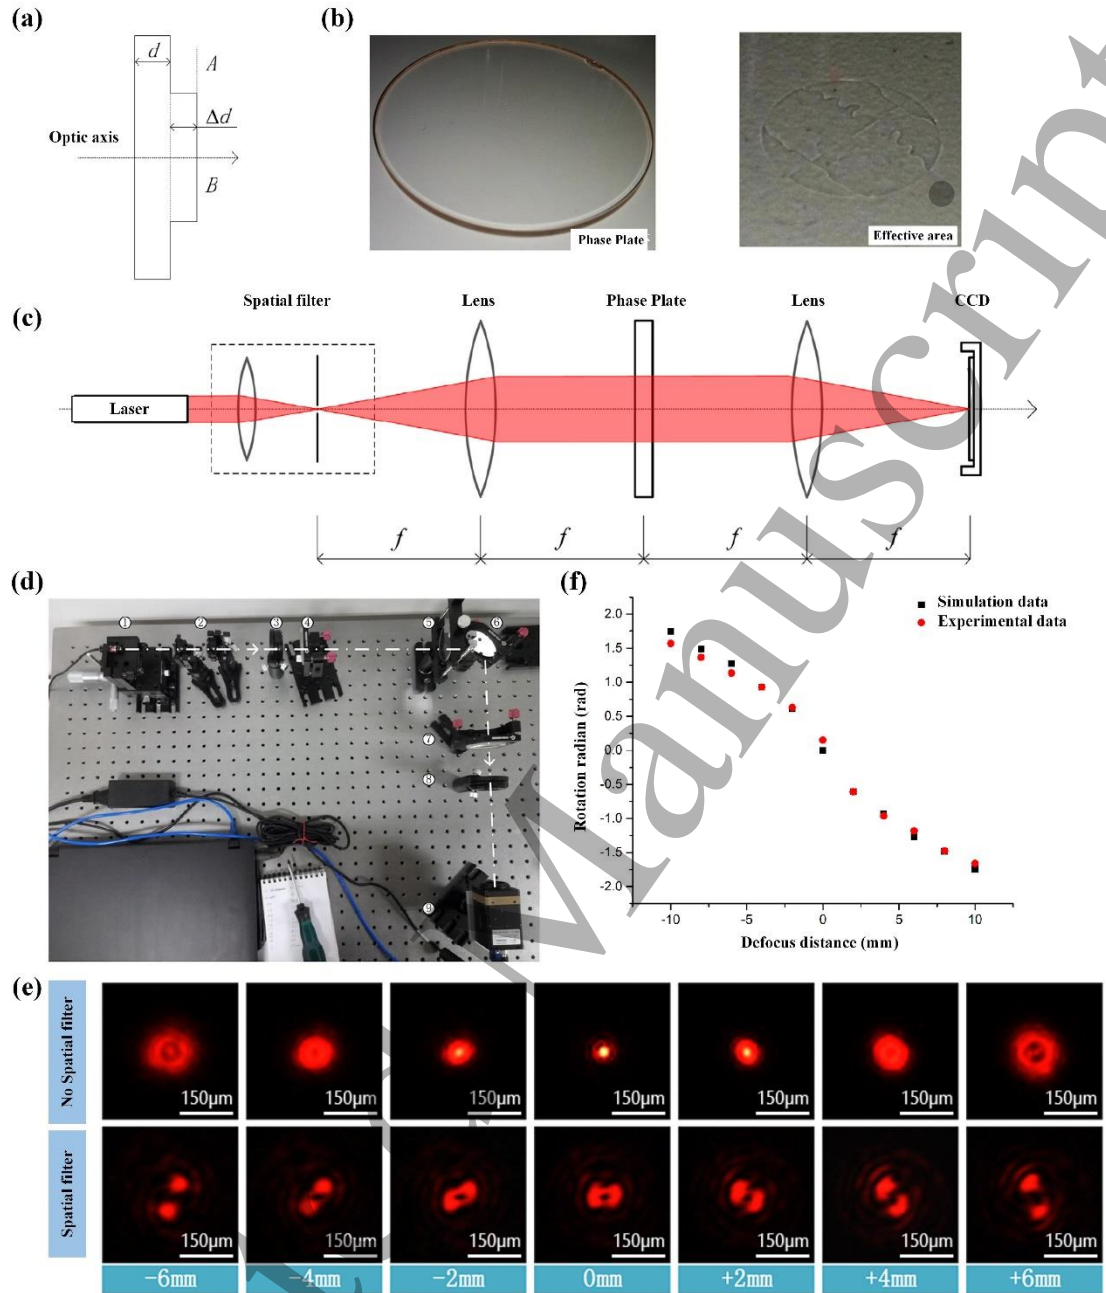 (a)
d
A
Δd
Optic axis
B
(b)
Phase Plate
Effective area
(c)
Spatial filter
Lens
Phase Plate
Lens
CCD
Laser
f
f
f
f
(d)
①
②
③
④
⑤
⑥
⑦
⑧
⑨
(f)
Simulation data
Experimental data
Rotation radian (rad)
2.0
1.5
1.0
0.5
0.0
-0.5
-1.0
-1.5
-2.0
-10
-5
0
5
10
Defocus distance (mm)
(e)
No Spatial filter
150μm
150μm
150μm
150μm
150μm
150μm
150μm
Spatial filter
150μm
150μm
150μm
150μm
150μm
150μm
150μm
-6mm
-4mm
-2mm
0mm
+2mm
+4mm
+6mm
Manuscript